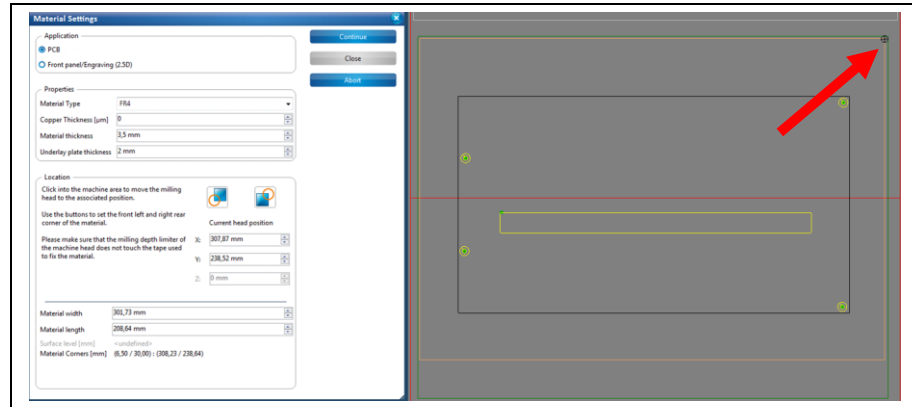 Material Settings
Application
PCB
Front panel/Engraving (2.5D)
Continue
Close
Abort
Properties
Material Type FR4
Copper Thickness [µm] 0
Material thickness 3,5 mm
Underlay plate thickness 2 mm
Location
Click into the machine area to move the milling
head to the associated position.
Use the buttons to set the front left and right rear
corner of the material.
Current head position
Please make sure that the milling depth limiter of
the machine head does not touch the tape used
to fix the material.
X: 307,87 mm
Y: 238,52 mm
Z: 0 mm
Material width 301,73 mm
Material length 208,64 mm
Surface level [mm] <undefined>
Material Corners [mm] (6,50 / 30,00) : (308,23 / 238,64)